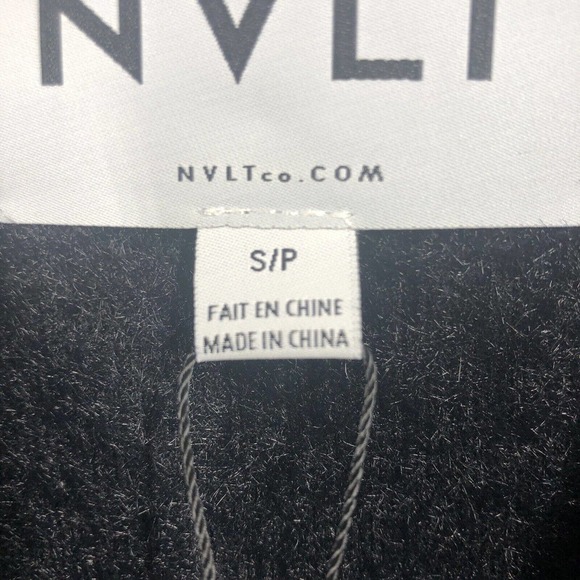 NVLT
NVLTco.COM
S/P
FAIT EN CHINE
MADE IN CHINA